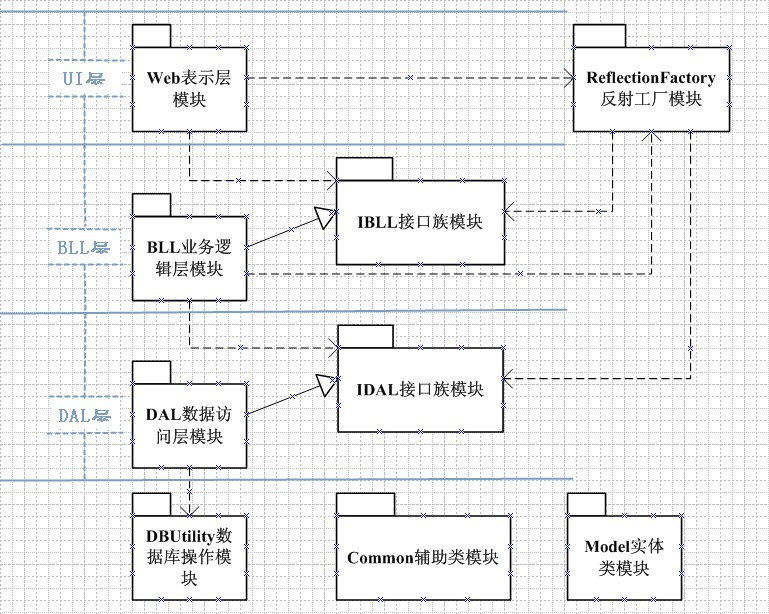 UI层
Web表示层
模块
ReflectionFactory
反射工厂模块
BLL层
BLL业务逻
辑层模块
IBLL接口族模块
DAL层
DAL数据访
问层模块
IDAL接口族模块
DBUtility数
据库操作模
块
Common辅助类模块
Model实体
类模块